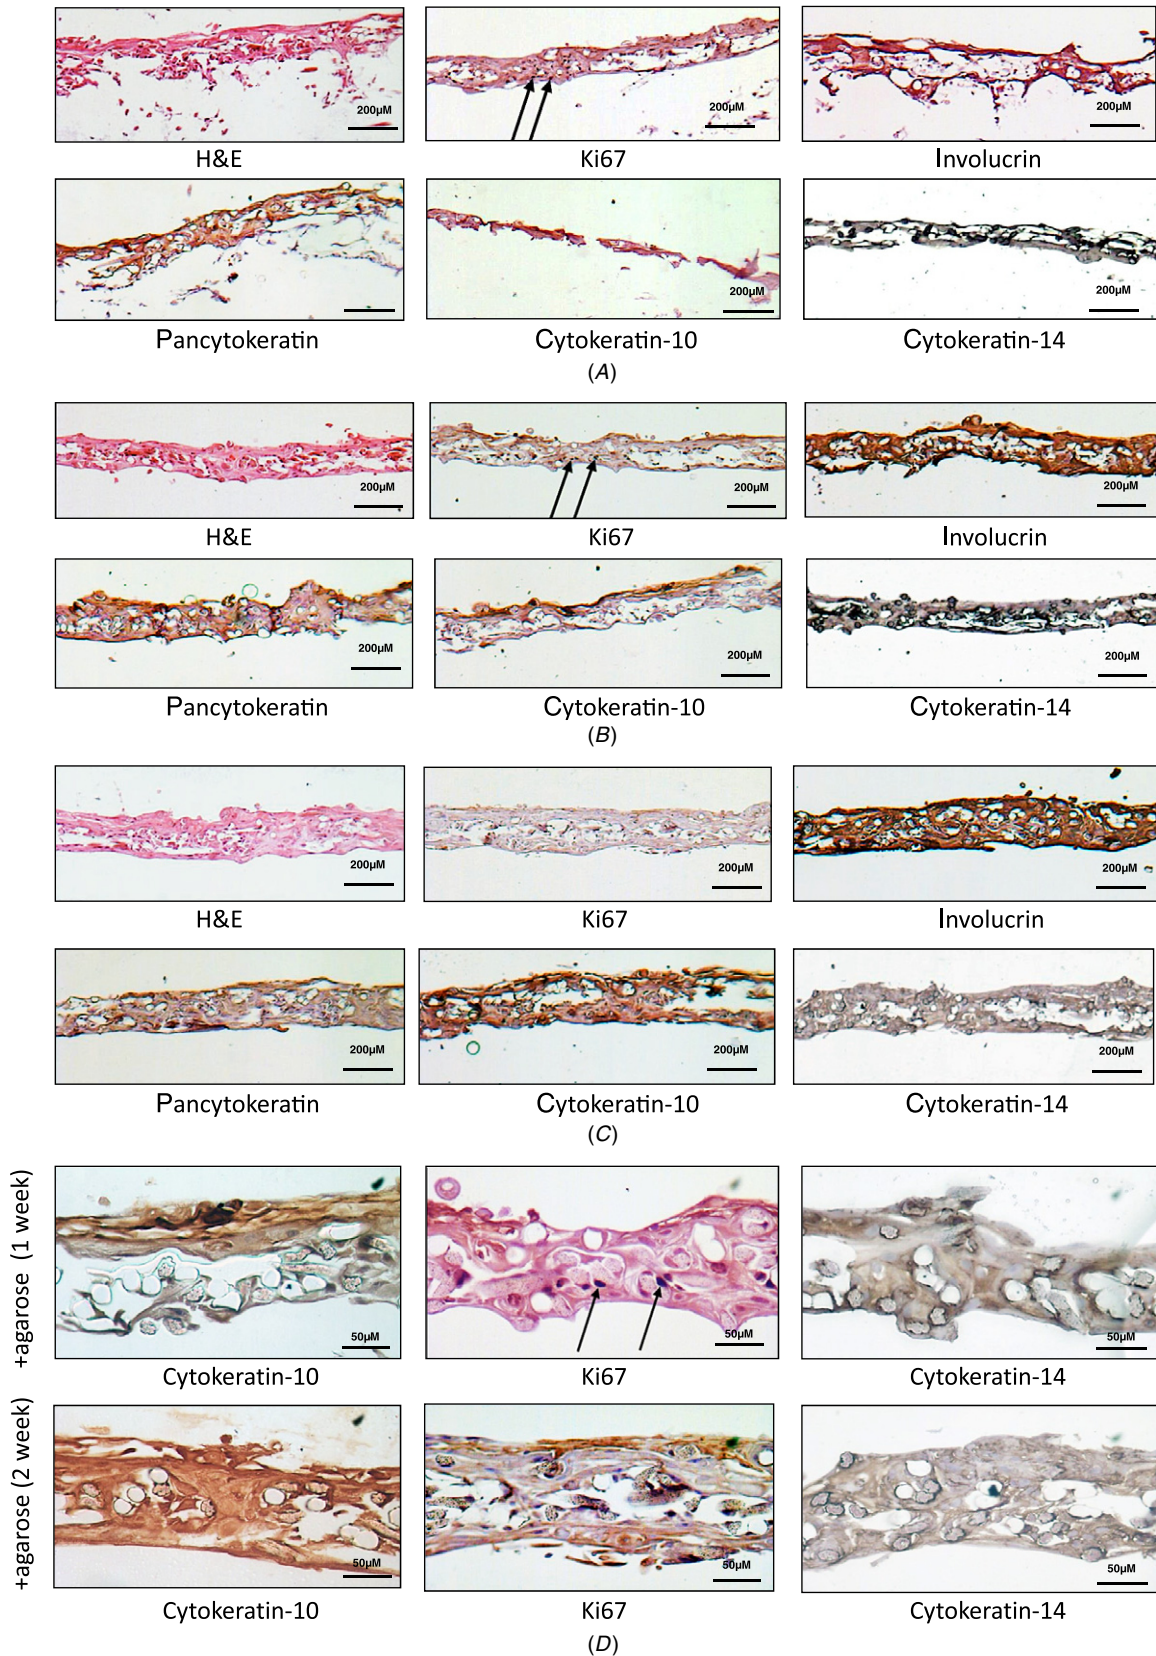 200µM
200µM
200µM
H&E
Ki67
Involucrin
200µM
200µM
Pancytokeratin
Cytokeratin-10
Cytokeratin-14
(A)
200µM
200µM
200µM
H&E
Ki67
Involucrin
200µM
200µM
200µM
Pancytokeratin
Cytokeratin-10
Cytokeratin-14
(B)
200µM
200µM
200µM
H&E
Ki67
Involucrin
200µM
200µM
200µM
Pancytokeratin
Cytokeratin-10
Cytokeratin-14
(C)
+agarose (1 week)
50µM
50µM
50µM
Cytokeratin-10
Ki67
Cytokeratin-14
+agarose (2 week)
50µM
50µM
50µM
Cytokeratin-10
Ki67
Cytokeratin-14
(D)